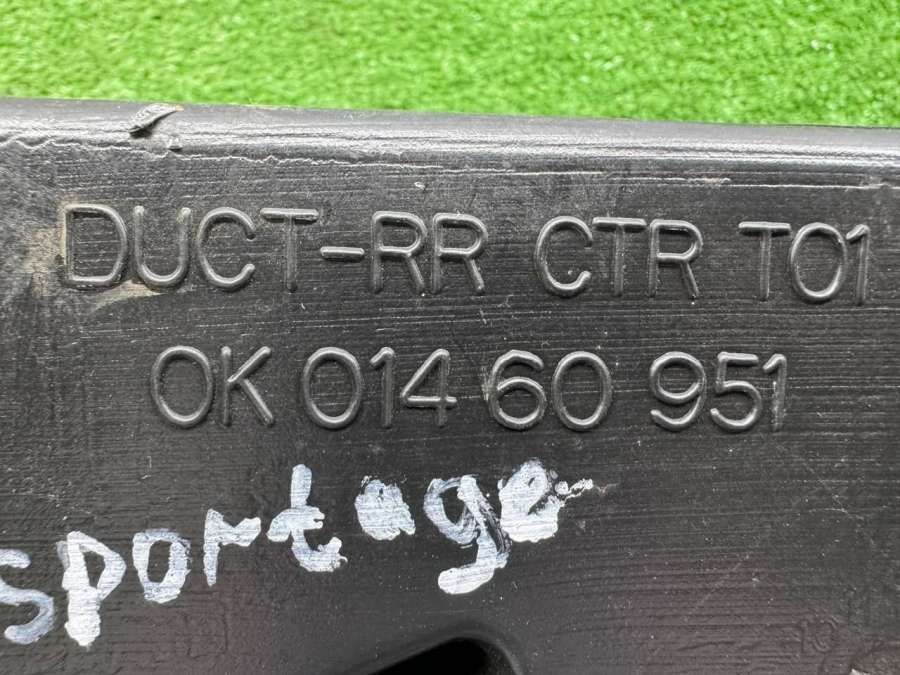 DUCT-RR CTR T01
0K 014 60 951
sportage